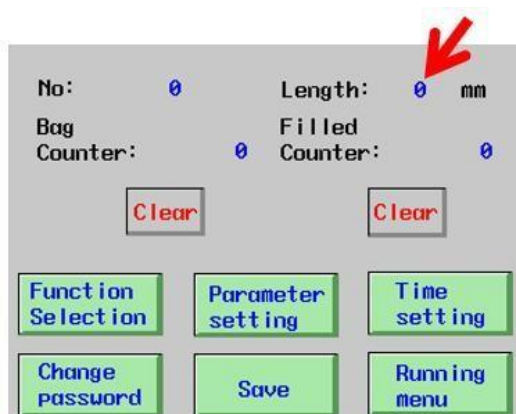 No: 0 Length: 0 mm
Bag Filled
Counter: 0 Counter: 0
Clear Clear
Function Parameter Time
Selection setting setting
Change Save Running
password menu